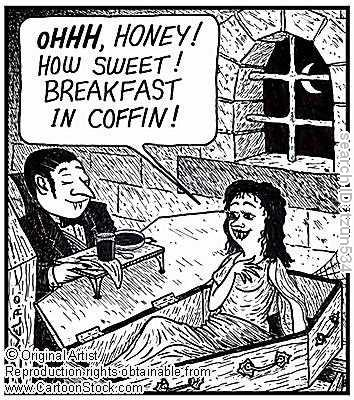 OHHH, HONEY!
HOW SWEET!
BREAKFAST
IN COFFIN!
© Original Artist
Reproduction rights obtainable from
www.CartoonStock.com